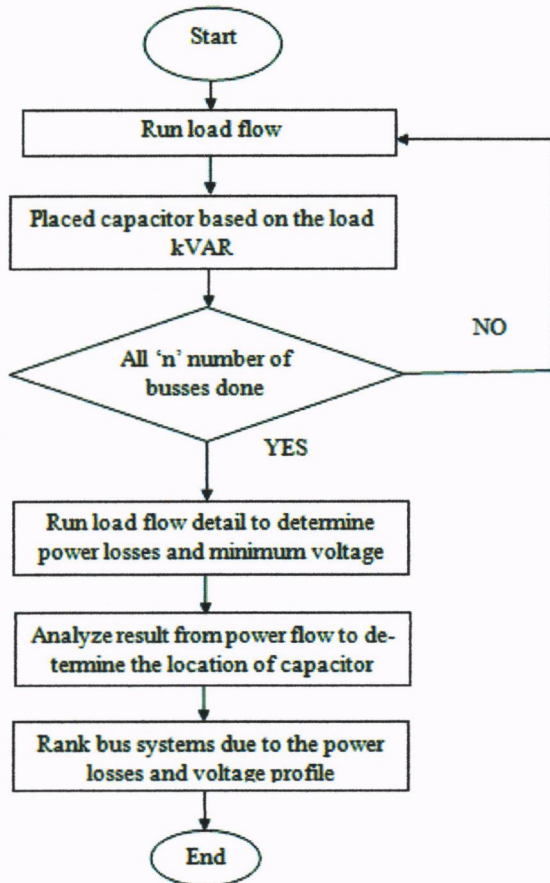 Start
Run load flow
Placed capacitor based on the load
kVAR
All ‘n’ number of
busses done
NO
YES
Run load flow detail to determine
power losses and minimum voltage
Analyze result from power flow to de-
termine the location of capacitor
Rank bus systems due to the power
losses and voltage profile
End